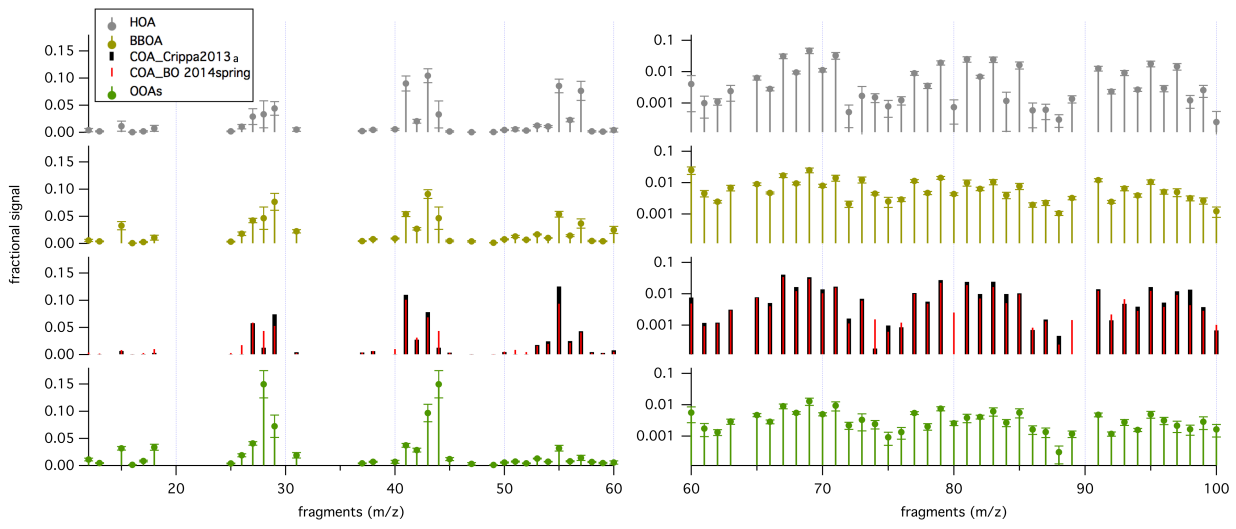 HOA
BBOA
COA_Crippa2013 a
COA_BO 2014spring
OOAs
fractional signal
0.15
0.10
0.05
0.00
0.15
0.10
0.05
0.00
0.15
0.10
0.05
0.00
0.15
0.10
0.05
0.00
20 30 40 50 60
fragments (m/z)
0.1
0.01
0.001
0.1
0.01
0.001
0.1
0.01
0.001
0.1
0.01
0.001
60 70 80 90 100
fragments (m/z)